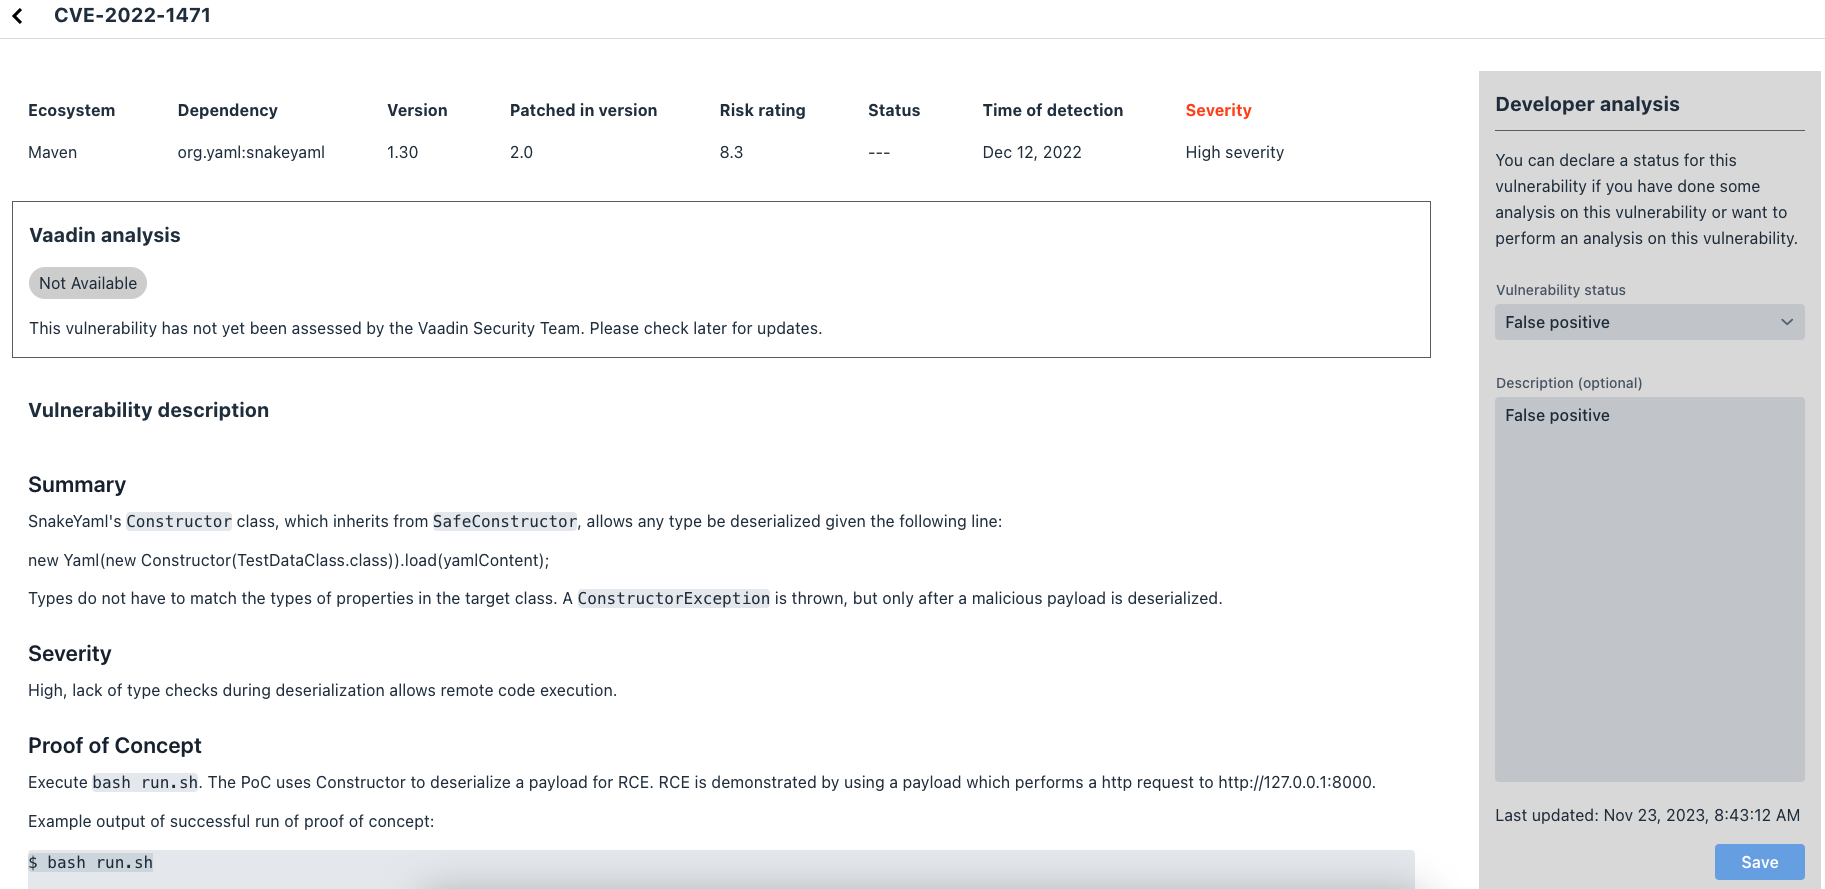 CVE-2022-1471
Ecosystem Dependency Version Patched in version Risk rating Status Time of detection Severity
Maven org.yaml:snakeyaml 1.30 2.0 8.3 --- Dec 12, 2022 High severity
Vaadin analysis
Not Available
This vulnerability has not yet been assessed by the Vaadin Security Team. Please check later for updates.
Vulnerability description
Summary
SnakeYaml's Constructor class, which inherits from SafeConstructor, allows any type be deserialized given the following line:
new Yaml(new Constructor(TestDataClass.class)).load(yamlContent);
Types do not have to match the types of properties in the target class. A ConstructorException is thrown, but only after a malicious payload is deserialized.
Severity
High, lack of type checks during deserialization allows remote code execution.
Proof of Concept
Execute bash run.sh. The PoC uses Constructor to deserialize a payload for RCE. RCE is demonstrated by using a payload which performs a http request to http://127.0.0.1:8000.
Example output of successful run of proof of concept:
$ bash run.sh
Developer analysis
You can declare a status for this
vulnerability if you have done some
analysis on this vulnerability or want to
perform an analysis on this vulnerability.
Vulnerability status
False positive
Description (optional)
False positive
Last updated: Nov 23, 2023, 8:43:12 AM
Save